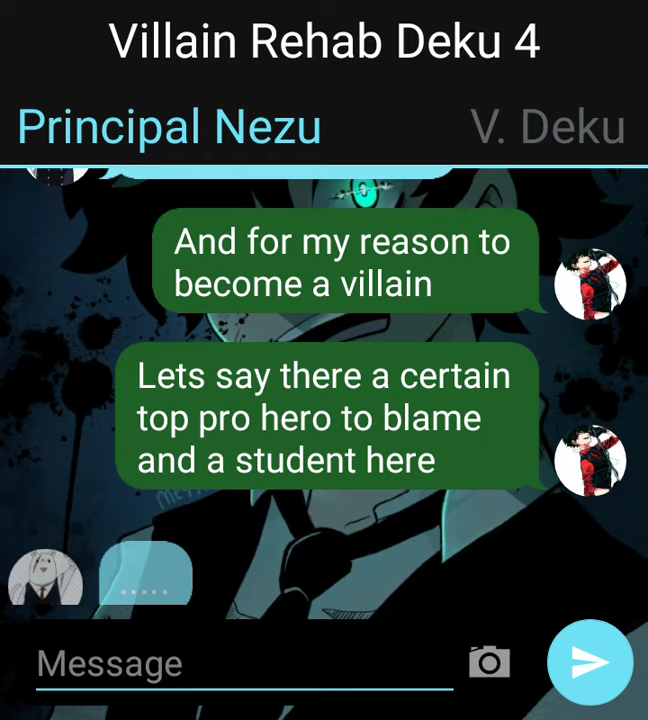 Villain Rehab Deku 4
Principal Nezu
V. Deku
And for my reason to
become a villain
Lets say there a certain
top pro hero to blame
and a student here
.....
Message